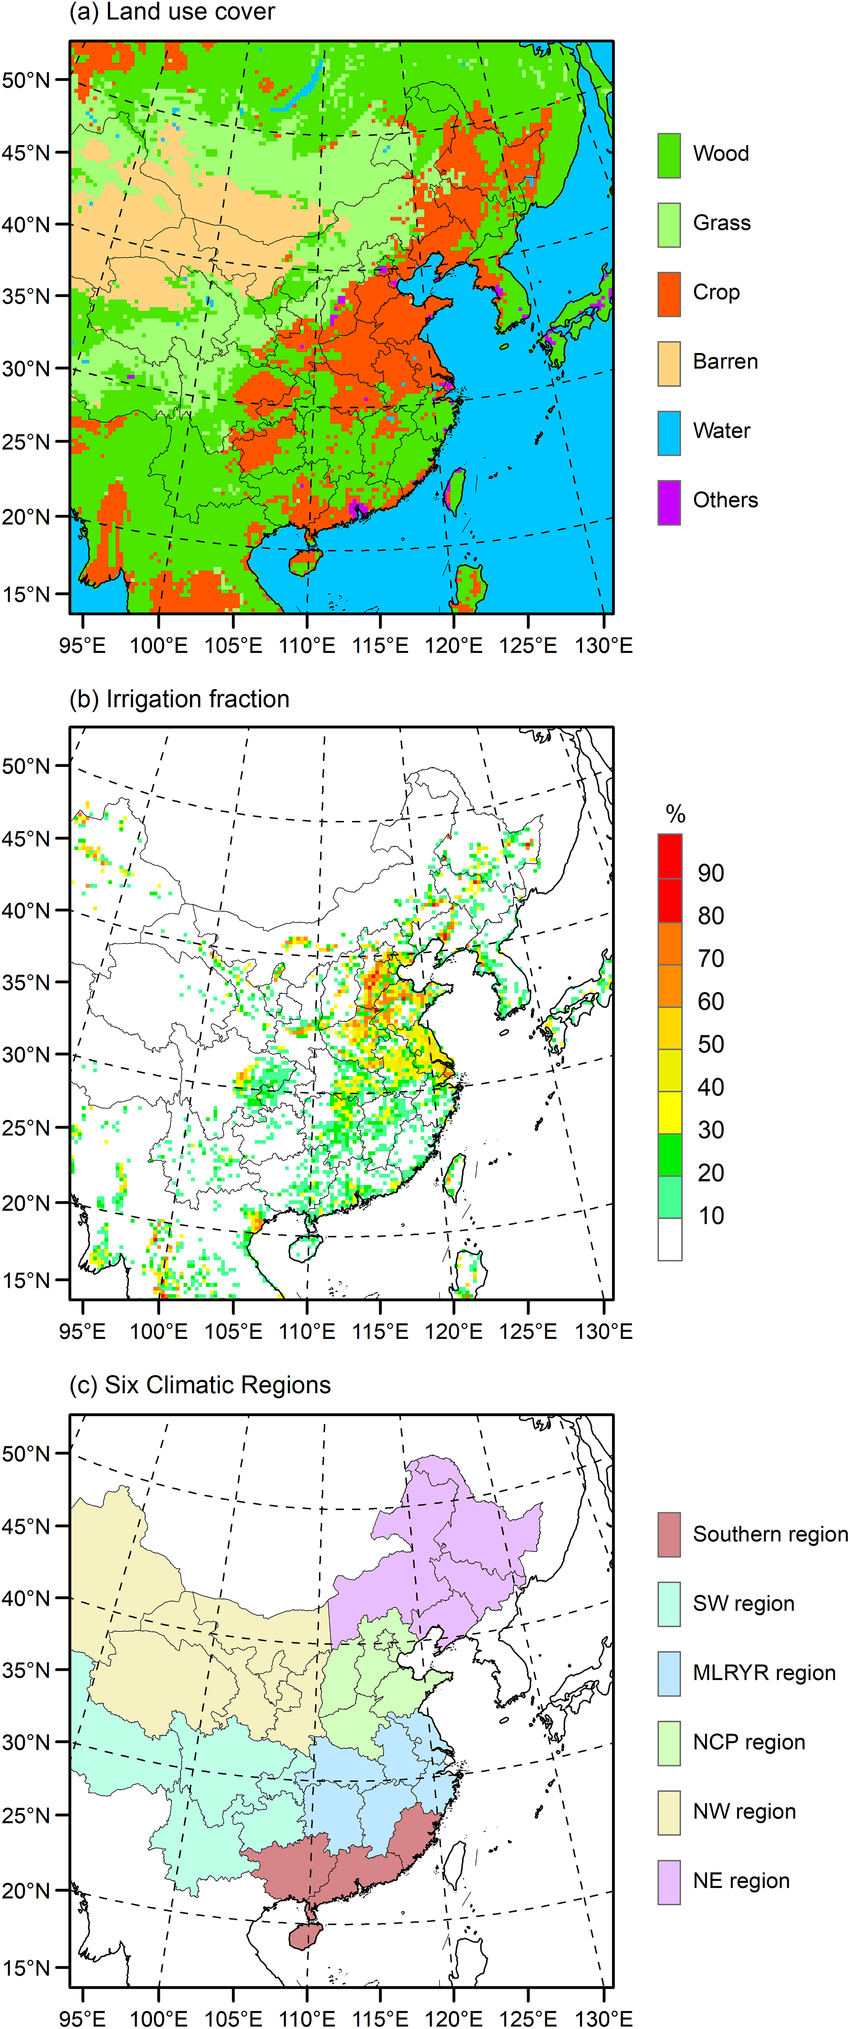 (a) Land use cover
50°N
45°N
40°N
35°N
30°N
25°N
20°N
15°N
95°E 100°E 105°E 110°E 115°E 120°E 125°E 130°E
Wood
Grass
Crop
Barren
Water
Others
(b) Irrigation fraction
50°N
45°N
40°N
35°N
30°N
25°N
20°N
15°N
95°E 100°E 105°E 110°E 115°E 120°E 125°E 130°E
%
90
80
70
60
50
40
30
20
10
(c) Six Climatic Regions
50°N
45°N
40°N
35°N
30°N
25°N
20°N
15°N
95°E 100°E 105°E 110°E 115°E 120°E 125°E 130°E
Southern region
SW region
MLRYR region
NCP region
NW region
NE region